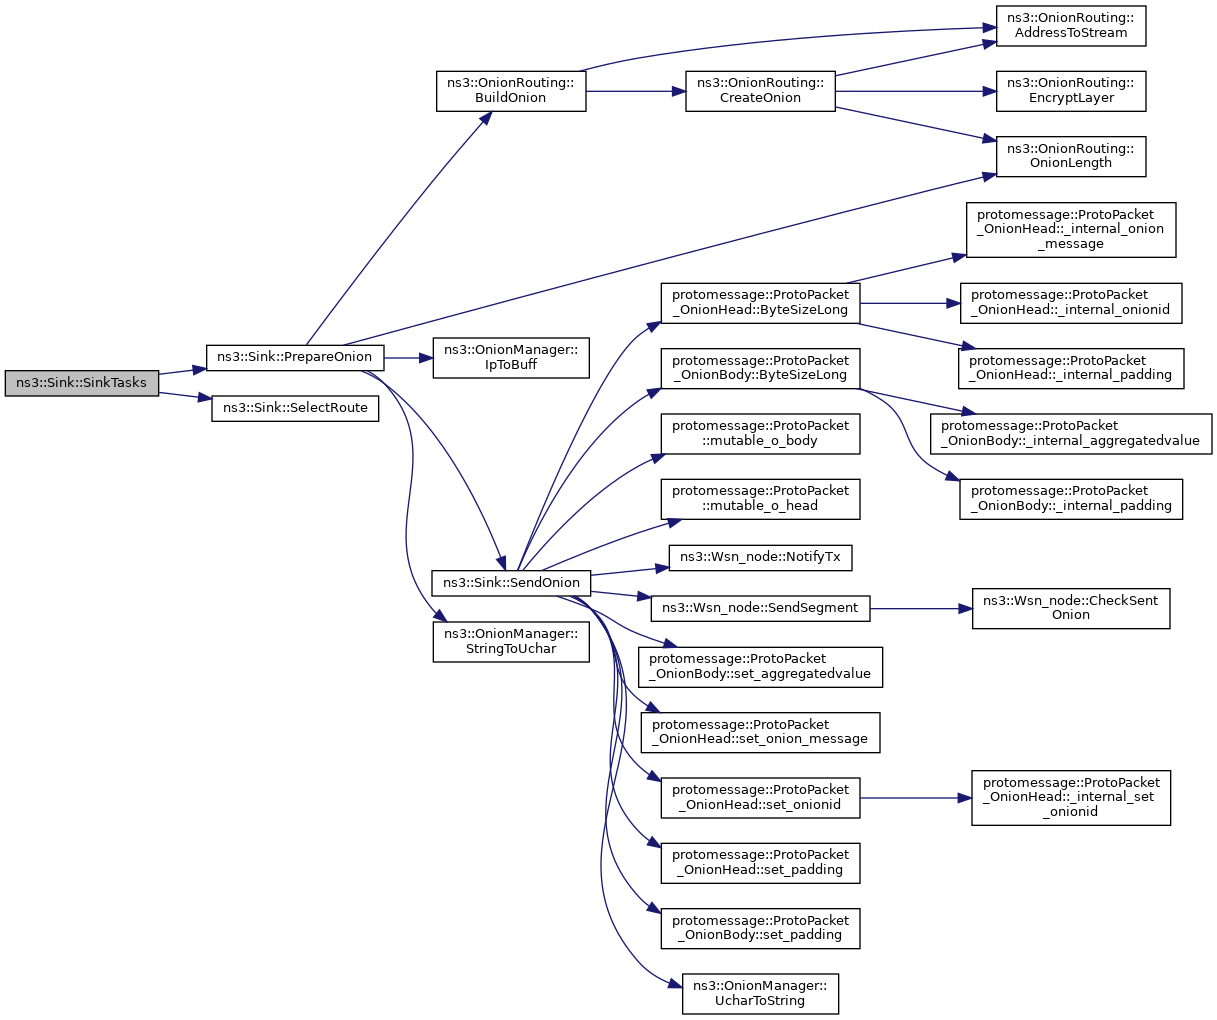 ns3::Sink::SinkTasks
ns3::Sink::PrepareOnion
ns3::Sink::SelectRoute
ns3::OnionRouting::
BuildOnion
ns3::OnionManager::
IpToBuff
ns3::Sink::SendOnion
ns3::OnionManager::
StringToUchar
ns3::OnionRouting::
CreateOnion
protomessage::ProtoPacket
_OnionHead::ByteSizeLong
protomessage::ProtoPacket
_OnionBody::ByteSizeLong
protomessage::ProtoPacket
::mutable_o_body
protomessage::ProtoPacket
::mutable_o_head
ns3::Wsn_node::NotifyTx
ns3::Wsn_node::SendSegment
protomessage::ProtoPacket
_OnionBody::set_aggregatedvalue
protomessage::ProtoPacket
_OnionHead::set_onion_message
protomessage::ProtoPacket
_OnionHead::set_onionid
protomessage::ProtoPacket
_OnionHead::set_padding
protomessage::ProtoPacket
_OnionBody::set_padding
ns3::OnionManager::
UcharToString
ns3::OnionRouting::
AddressToStream
ns3::OnionRouting::
EncryptLayer
ns3::OnionRouting::
OnionLength
protomessage::ProtoPacket
_OnionHead::_internal_onion
_message
protomessage::ProtoPacket
_OnionHead::_internal_onionid
protomessage::ProtoPacket
_OnionHead::_internal_padding
protomessage::ProtoPacket
_OnionBody::_internal_aggregatedvalue
protomessage::ProtoPacket
_OnionBody::_internal_padding
ns3::Wsn_node::CheckSent
Onion
protomessage::ProtoPacket
_OnionHead::_internal_set
_onionid